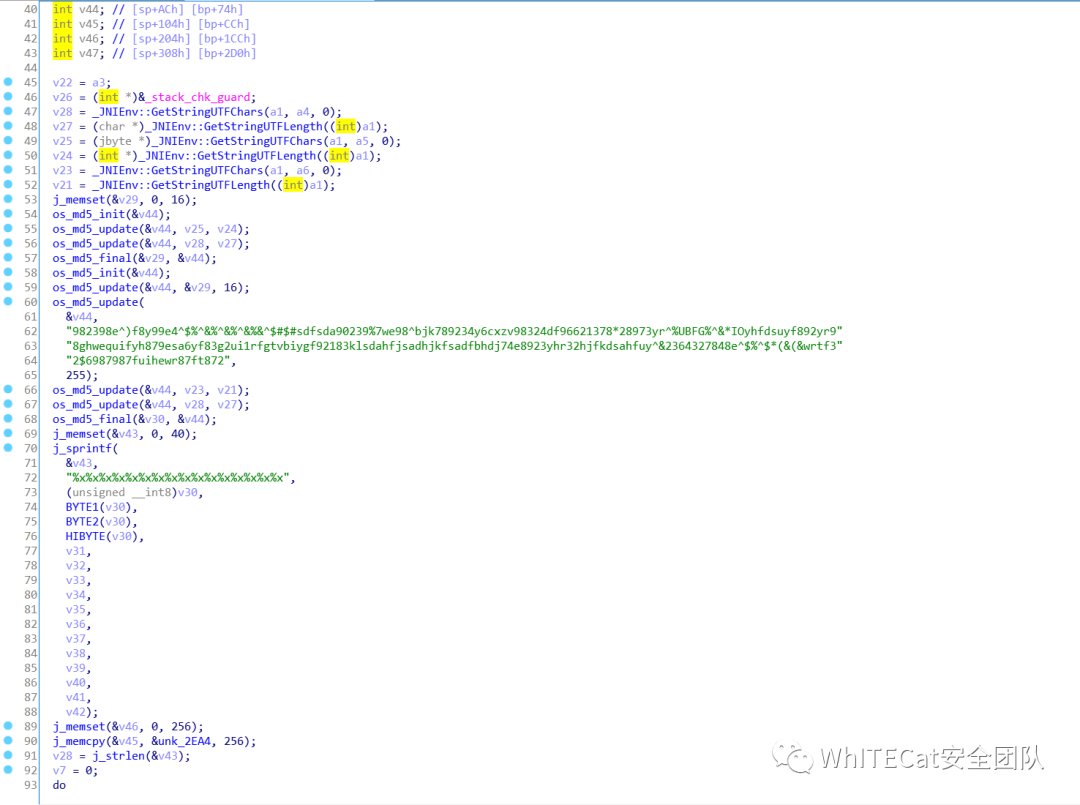 40 int v44; // [sp+ACh] [bp+74h]
41 int v45; // [sp+104h] [bp+CCh]
42 int v46; // [sp+204h] [bp+1CCh]
43 int v47; // [sp+308h] [bp+2D0h]
44
45 v22 = a3;
46 v26 = (int *)&_stack_chk_guard;
47 v28 = _JNIEnv::GetStringUTFChars(a1, a4, 0);
48 v27 = (char *)_JNIEnv::GetStringUTFLength((int)a1);
49 v25 = (jbyte *)_JNIEnv::GetStringUTFChars(a1, a5, 0);
50 v24 = (int *)_JNIEnv::GetStringUTFLength((int)a1);
51 v23 = _JNIEnv::GetStringUTFChars(a1, a6, 0);
52 v21 = _JNIEnv::GetStringUTFLength((int)a1);
53 j_memset(&v29, 0, 16);
54 os_md5_init(&v44);
55 os_md5_update(&v44, v25, v24);
56 os_md5_update(&v44, v28, v27);
57 os_md5_final(&v29, &v44);
58 os_md5_init(&v44);
59 os_md5_update(&v44, &v29, 16);
60 os_md5_update(
61 &v44,
62 "982398e^)f8y99e4^$%^&%^&%^&%&^$#$#sdfsda90239%7we98^bjk789234y6cxzv98324df96621378*28973yr^%UBFG%^&*IOyhfdsuyf892yr9"
63 "8ghwequifyh879esa6yf83g2ui1rfgtvbiygf92183klsdahfjsadhjkfsadfbhdj74e8923yhr32hjfkdsahfuy^&2364327848e^$%^$*(&(&wrtf3"
64 "2$6987987fuihewr87ft872",
65 255);
66 os_md5_update(&v44, v23, v21);
67 os_md5_update(&v44, v28, v27);
68 os_md5_final(&v30, &v44);
69 j_memset(&v43, 0, 40);
70 j_sprintf(
71 &v43,
72 "%x%x%x%x%x%x%x%x%x%x%x%x%x%x%x%x",
73 (unsigned __int8)v30,
74 BYTE1(v30),
75 BYTE2(v30),
76 HIBYTE(v30),
77 v31,
78 v32,
79 v33,
80 v34,
81 v35,
82 v36,
83 v37,
84 v38,
85 v39,
86 v40,
87 v41,
88 v42);
89 j_memset(&v46, 0, 256);
90 j_memcpy(&v45, &unk_2EA4, 256);
91 v28 = j_strlen(&v43);
92 v7 = 0;
93 do
WhITECat安全团队